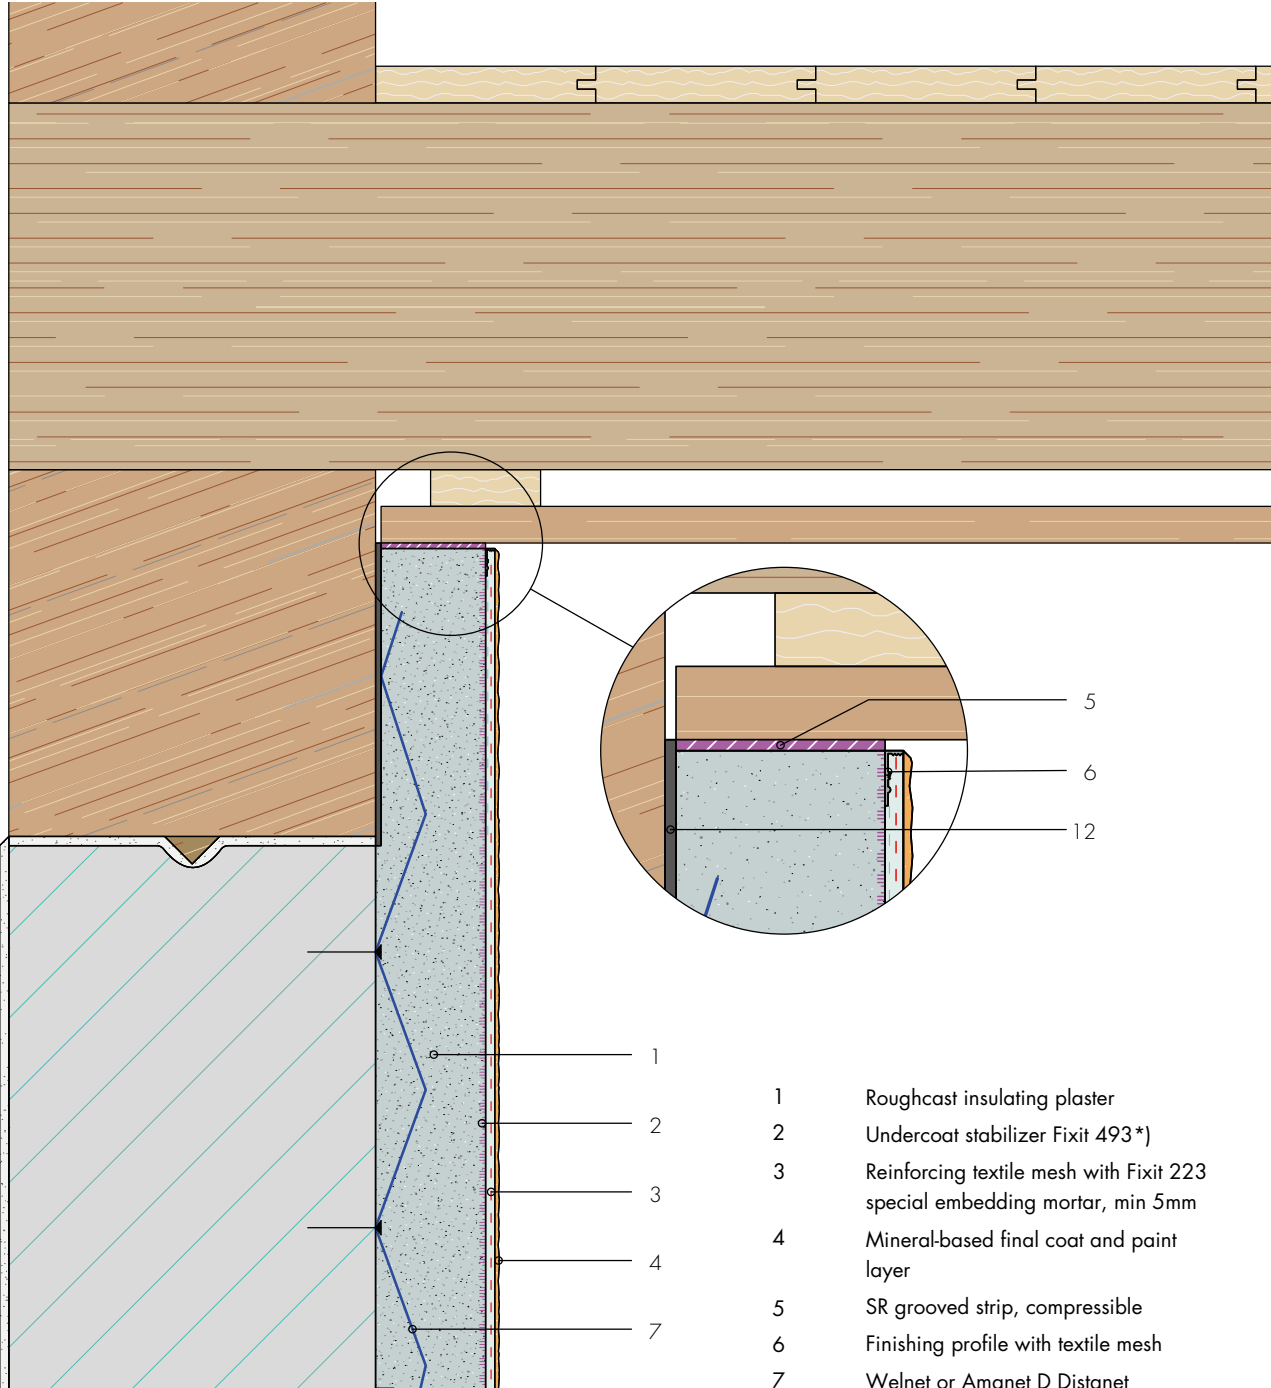 5
6
12
1
2
3
4
7
1 Roughcast insulating plaster
2 Undercoat stabilizer Fixit 493*)
3 Reinforcing textile mesh with Fixit 223
special embedding mortar, min 5mm
4 Mineral-based final coat and paint
layer
5 SR grooved strip, compressible
6 Finishing profile with textile mesh
7 Welnet or Amanet D Distanet